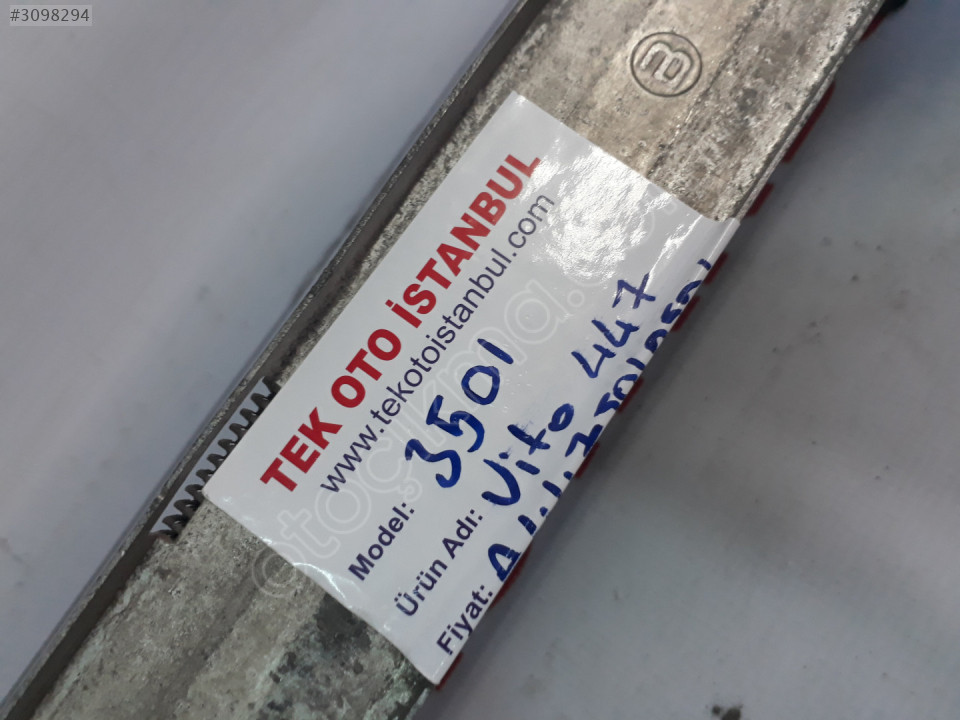 #3098294
TEK OTO İSTANBUL
www.tekotoistanbul.com
Model: 3501
Ürün Adı: Vito 447
Fiyat: